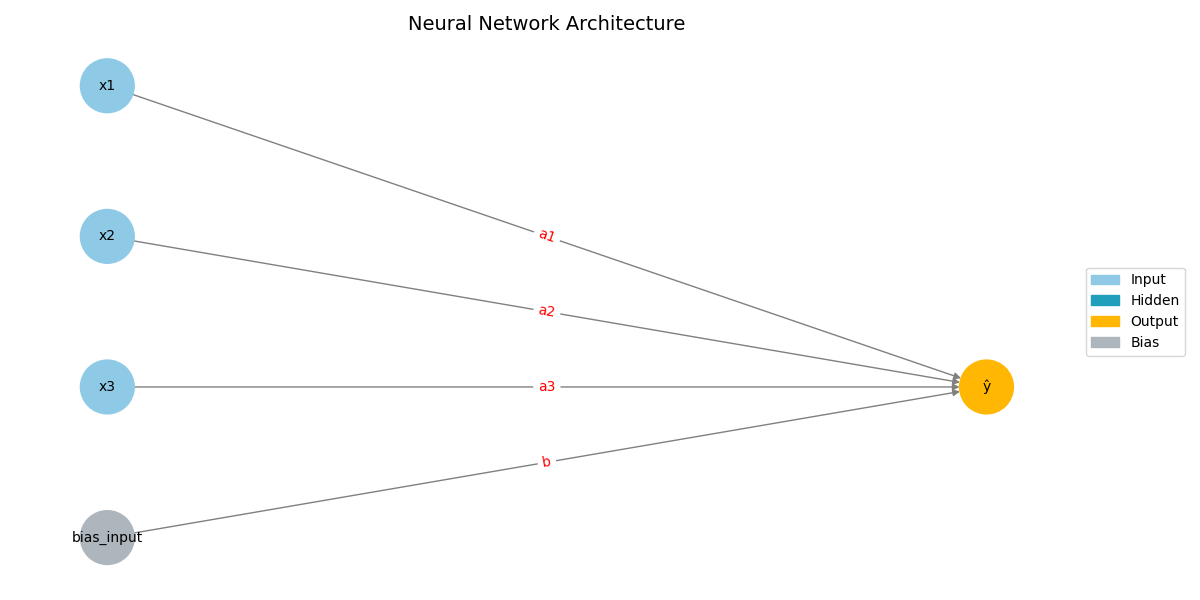 Neural Network Architecture
x1
x2
x3
bias_input
a1
a2
a3
b
ŷ
Input
Hidden
Output
Bias